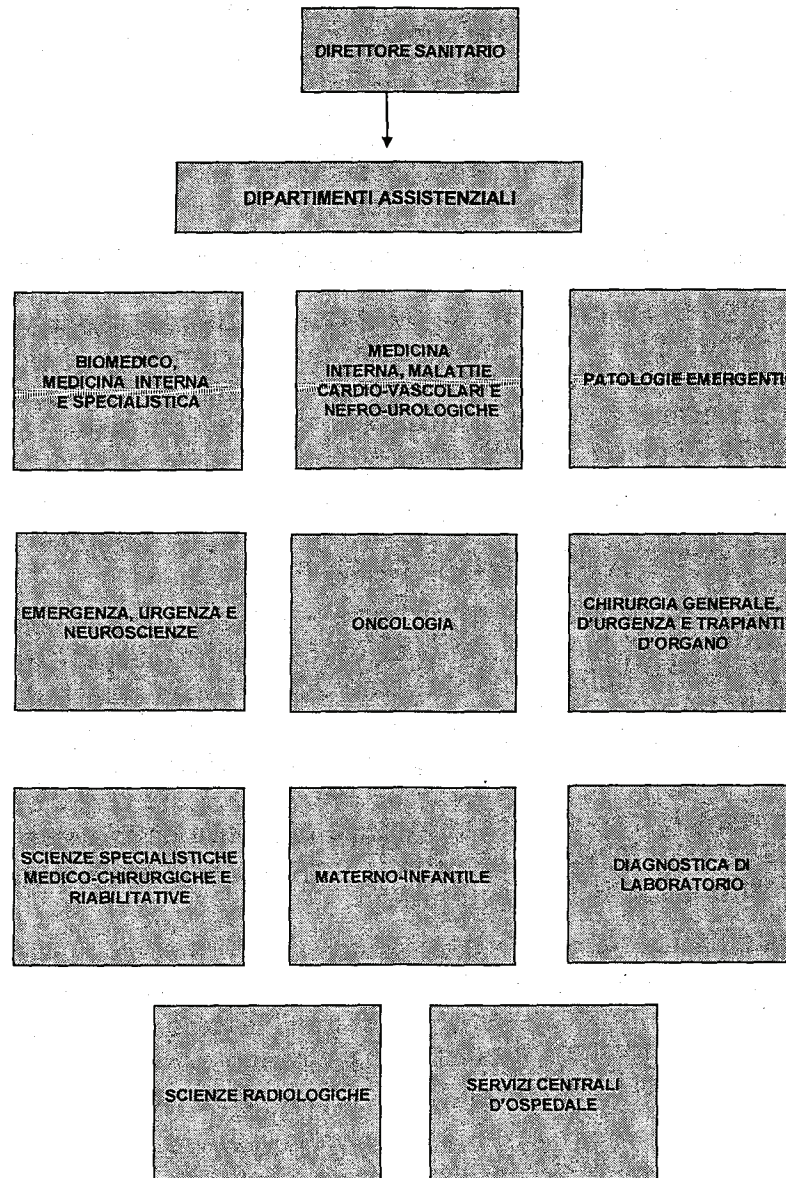 DIRETTORE SANITARIO
DIPARTIMENTI ASSISTENZIALI
BIOMEDICO,
MEDICINA INTERNA
E SPECIALISTICA
MEDICINA
INTERNA, MALATTIE
CARDIO-VASCOLARI E
NEFRO-UROLOGICHE
PATOLOGIE EMERGENTI
EMERGENZA, URGENZA E
NEUROSCIENZE
ONCOLOGIA
CHIRURGIA GENERALE,
D'URGENZA E TRAPIANTI
D'ORGANO
SCIENZE SPECIALISTICHE
MEDICO-CHIRURGICHE E
RIABILITATIVE
MATERNO-INFANTILE
DIAGNOSTICA DI
LABORATORIO
SCIENZE RADIOLOGICHE
SERVIZI CENTRALI
D'OSPEDALE